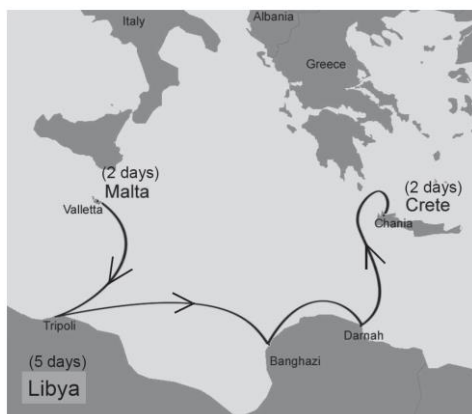 Italy
Albania
Greece
(2 days)
Malta
Valletta
(2 days)
Crete
Chania
Tripoli
Darnah
Banghazi
(5 days)
Libya